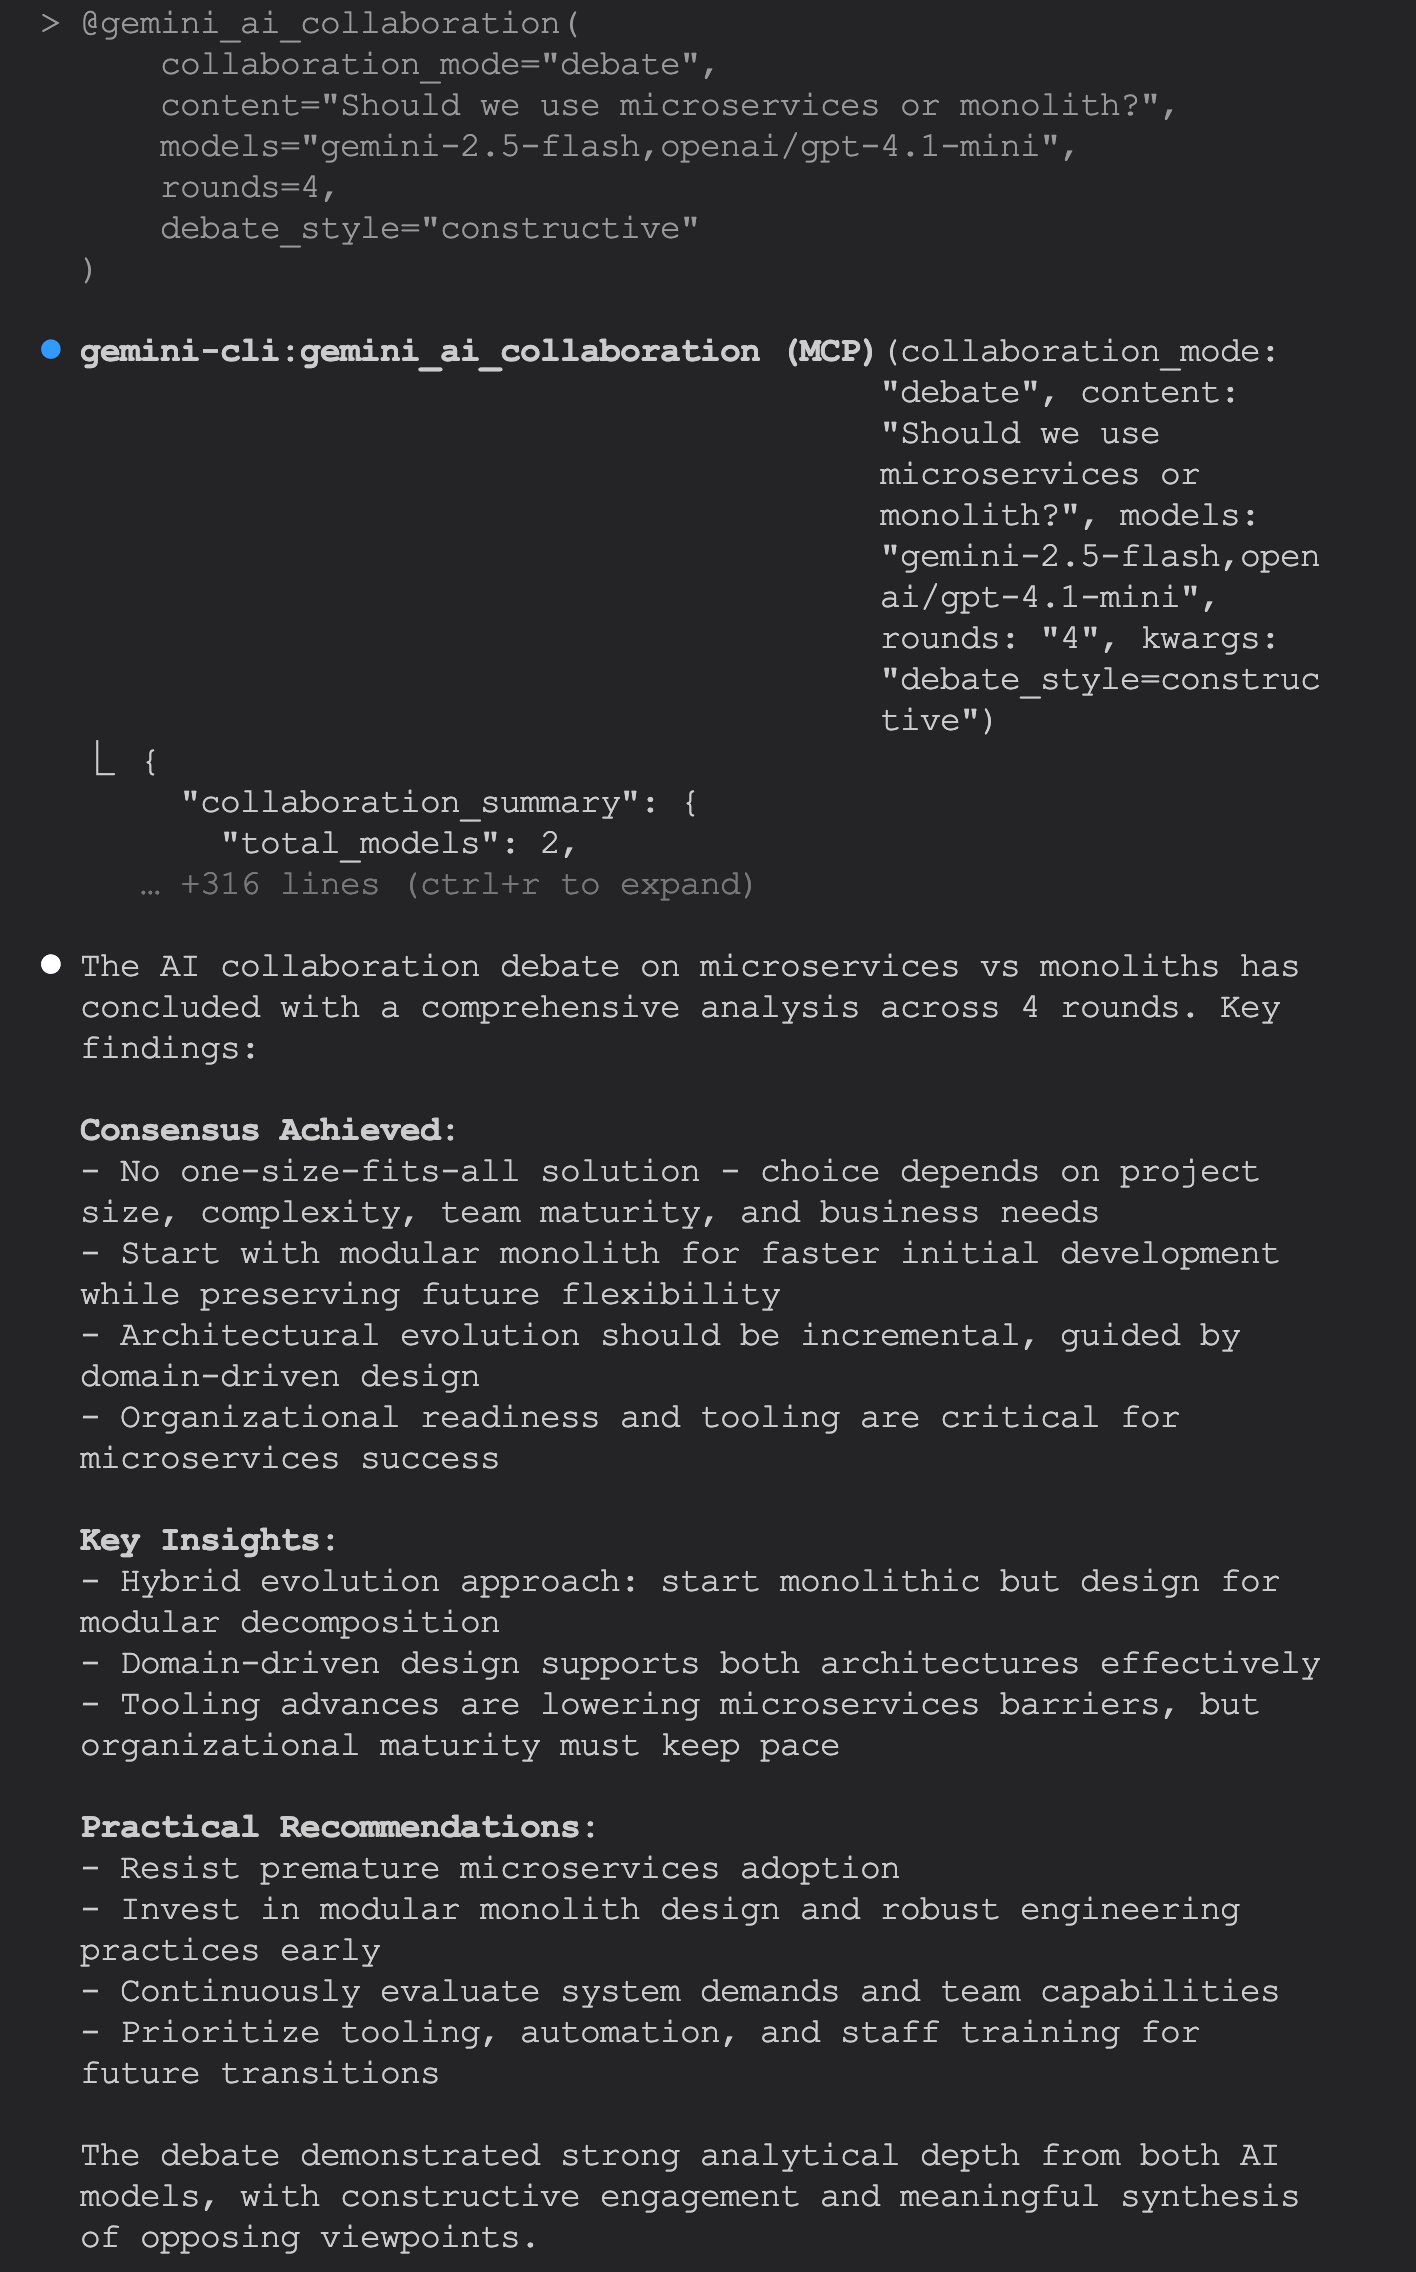 > @gemini_ai_collaboration(
collaboration_mode="debate",
content="Should we use microservices or monolith?",
models="gemini-2.5-flash,openai/gpt-4.1-mini",
rounds=4,
debate_style="constructive"
)
● gemini-cli:gemini_ai_collaboration (MCP)(collaboration_mode:
"debate", content:
"Should we use
microservices or
monolith?", models:
"gemini-2.5-flash,open
ai/gpt-4.1-mini",
rounds: "4", kwargs:
"debate_style=construc
tive")
⎿ {
"collaboration_summary": {
"total_models": 2,
… +316 lines (ctrl+r to expand)
● The AI collaboration debate on microservices vs monoliths has
concluded with a comprehensive analysis across 4 rounds. Key
findings:
Consensus Achieved:
- No one-size-fits-all solution - choice depends on project
size, complexity, team maturity, and business needs
- Start with modular monolith for faster initial development
while preserving future flexibility
- Architectural evolution should be incremental, guided by
domain-driven design
- Organizational readiness and tooling are critical for
microservices success
Key Insights:
- Hybrid evolution approach: start monolithic but design for
modular decomposition
- Domain-driven design supports both architectures effectively
- Tooling advances are lowering microservices barriers, but
organizational maturity must keep pace
Practical Recommendations:
- Resist premature microservices adoption
- Invest in modular monolith design and robust engineering
practices early
- Continuously evaluate system demands and team capabilities
- Prioritize tooling, automation, and staff training for
future transitions
The debate demonstrated strong analytical depth from both AI
models, with constructive engagement and meaningful synthesis
of opposing viewpoints.